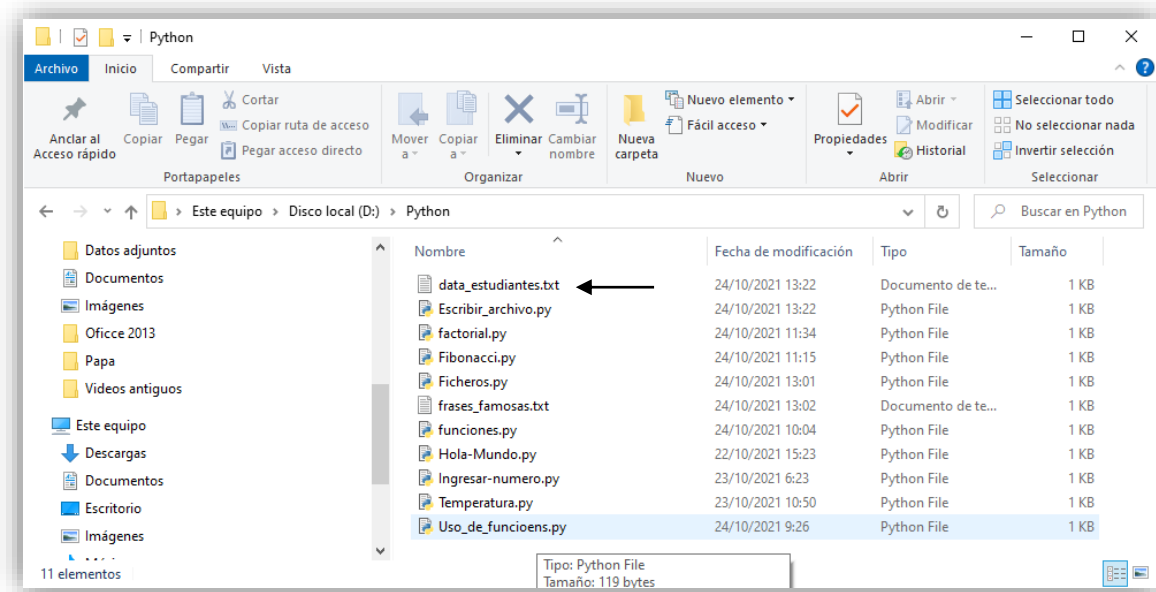 Python
Archivo Inicio Compartir Vista
Anclar al Acceso rápido
Copiar
Pegar
Cortar
Copiar ruta de acceso
Pegar acceso directo
Portapapeles
Mover a
Copiar a
Eliminar
Cambiar nombre
Organizar
Nueva carpeta
Nuevo elemento
Fácil acceso
Nuevo
Propiedades
Abrir
Modificar
Historial
Abrir
Seleccionar todo
No seleccionar nada
Invertir selección
Seleccionar
Este equipo > Disco local (D:) > Python
Buscar en Python
Datos adjuntos
Documentos
Imágenes
Oficce 2013
Papa
Videos antiguos
Este equipo
Descargas
Documentos
Escritorio
Imágenes
Nombre Fecha de modificación Tipo Tamaño
data_estudiantes.txt 24/10/2021 13:22 Documento de te... 1 KB
Escribir_archivo.py 24/10/2021 13:22 Python File 1 KB
factorial.py 24/10/2021 11:34 Python File 1 KB
Fibonacci.py 24/10/2021 11:15 Python File 1 KB
Ficheros.py 24/10/2021 13:01 Python File 1 KB
frases_famosas.txt 24/10/2021 13:02 Documento de te... 1 KB
funciones.py 24/10/2021 10:04 Python File 1 KB
Hola-Mundo.py 22/10/2021 15:23 Python File 1 KB
Ingresar-numero.py 23/10/2021 6:23 Python File 1 KB
Temperatura.py 23/10/2021 10:50 Python File 1 KB
Uso_de_funcioens.py 24/10/2021 9:26 Python File 1 KB
Tipo: Python File
Tamaño: 119 bytes
11 elementos